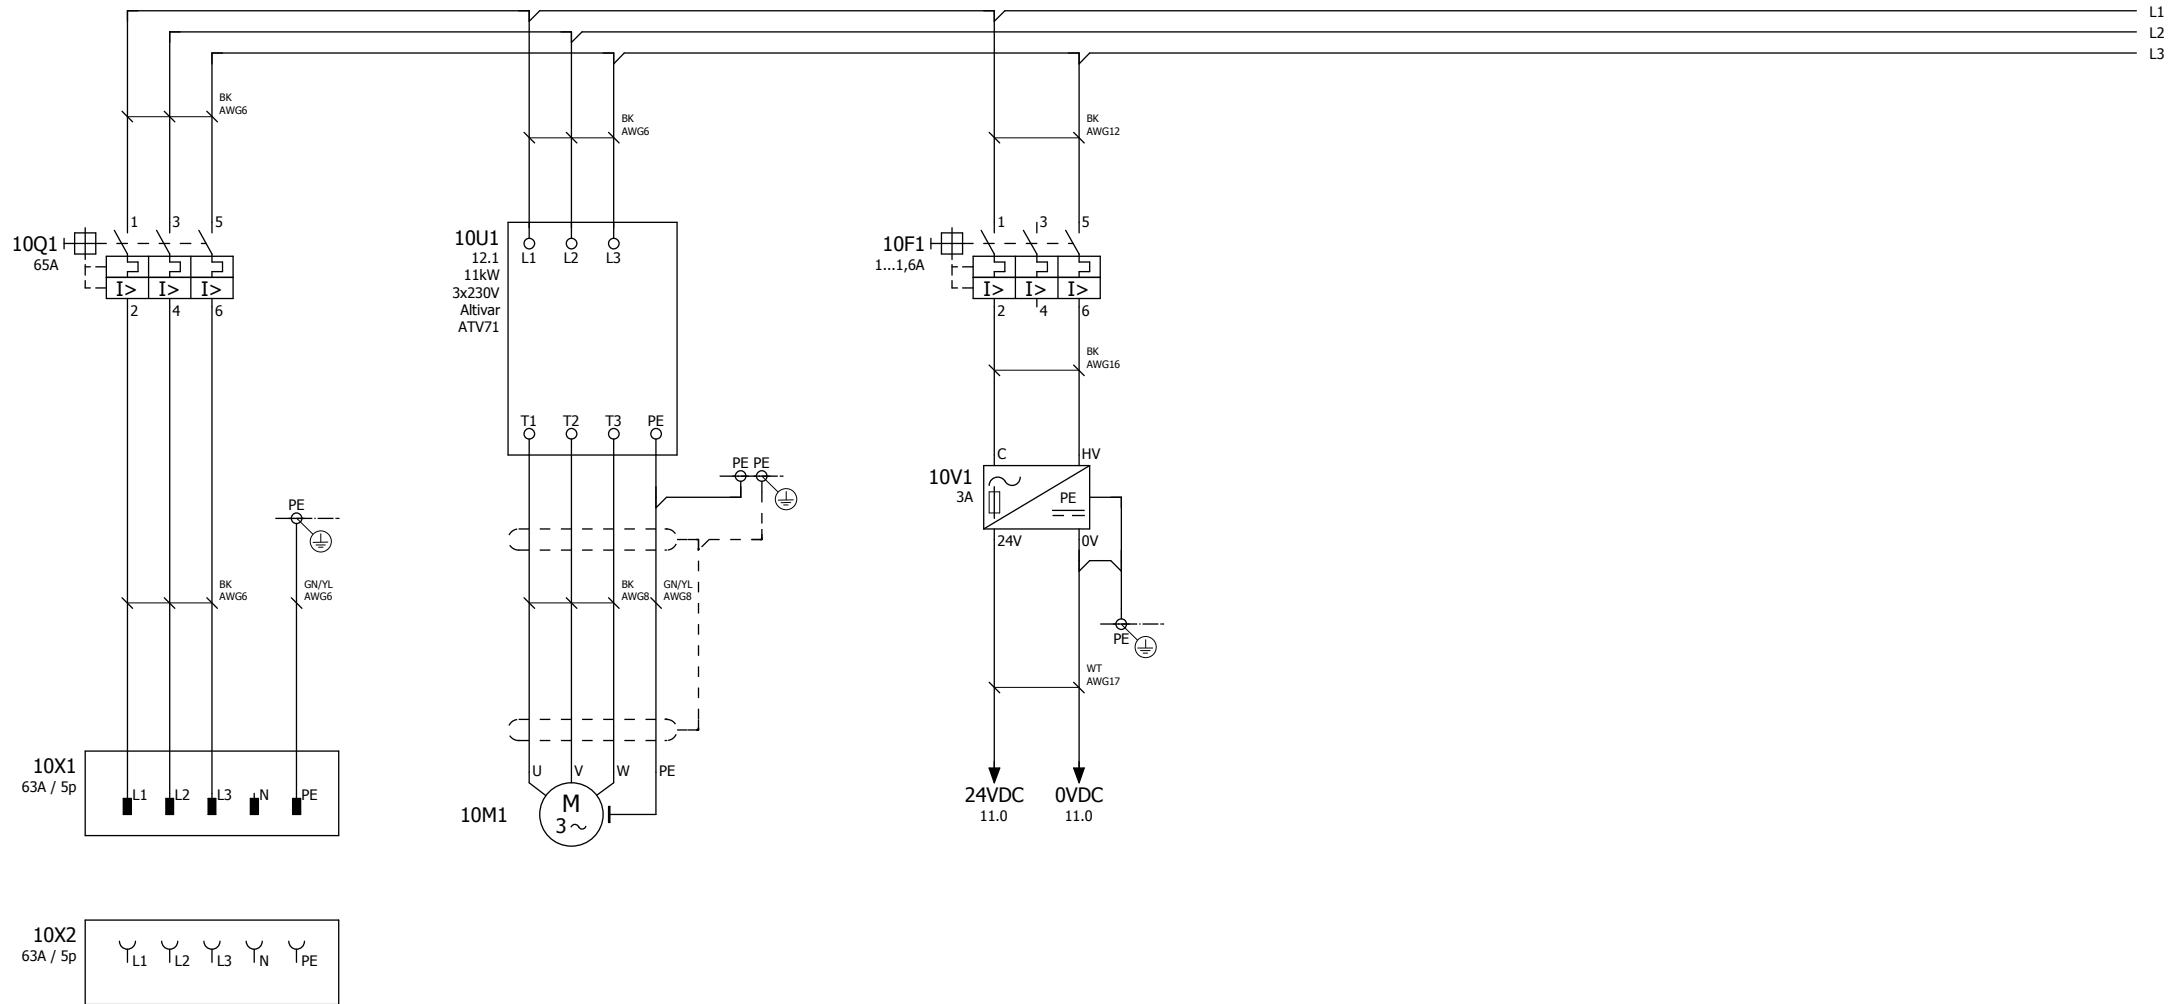 L1
L2
L3
BK
AWG6
BK
AWG6
BK
AWG12
10Q1
65A
1 3 5
I> I> I>
2 4 6
10U1
12.1
11kW
3x230V
Altivar
ATV71
L1 L2 L3
T1 T2 T3 PE
10F1
1...1,6A
1 3 5
I> I> I>
2 4 6
BK
AWG16
PE PE
C HV
10V1
3A
PE
24V 0V
PE
BK
AWG6
GN/YL
AWG6
BK
AWG8
GN/YL
AWG8
PE
WT
AWG17
10X1
63A / 5p
L1 L2 L3 N PE
U V W PE
10M1
M
3~
24VDC
11.0
0VDC
11.0
10X2
63A / 5p
L1 L2 L3 N PE